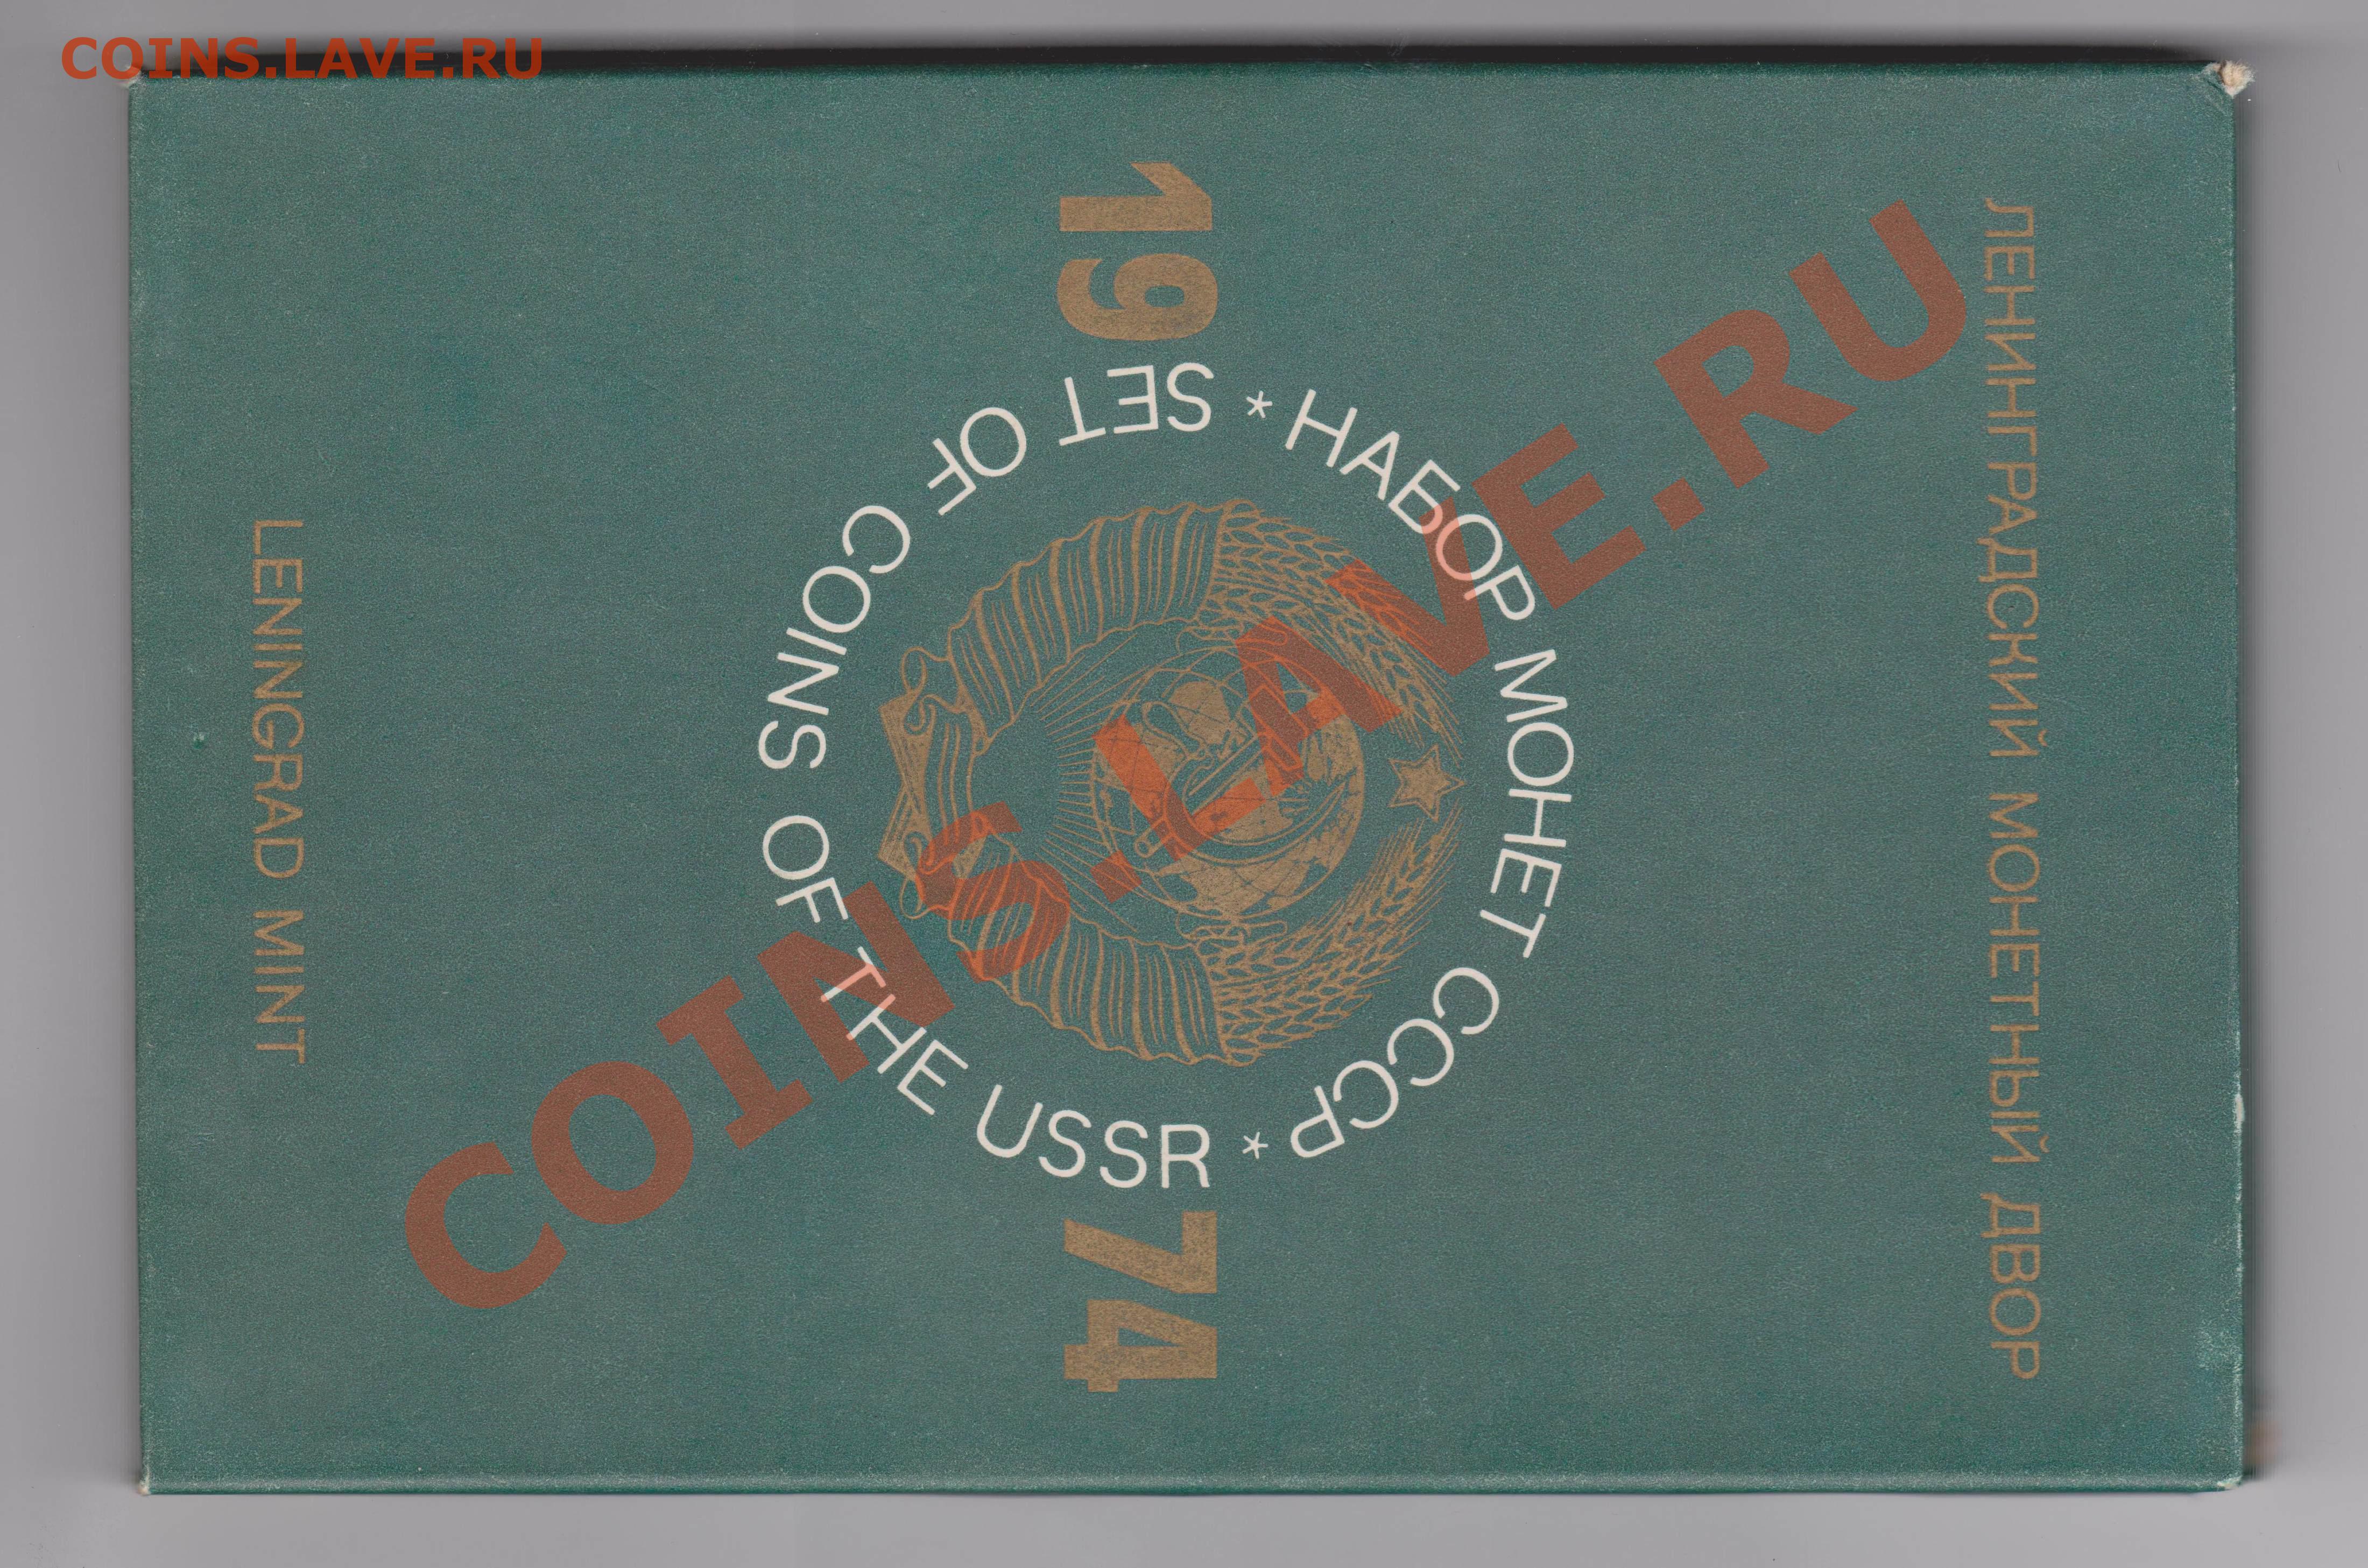 COINS.LAVE.RU
ЛЕНИНГРАДСКИЙ МОНЕТНЫЙ ДВОР
НАБОР МОНЕТ СССР
19 74
* SET OF COINS OF THE USSR *
LENINGRAD MINT
COINS.LAVE.RU